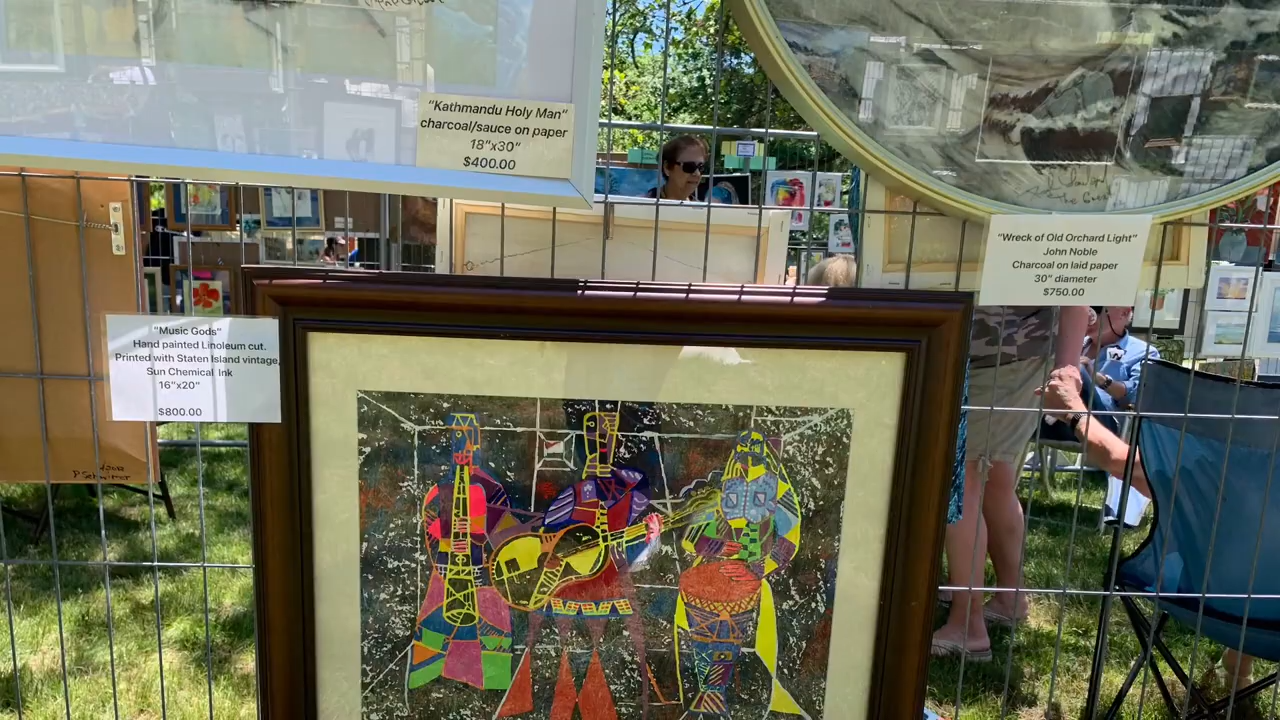 "Kathmandu Holy Man"
charcoal/sauce on paper
18"x30"
$400.00
"Wreck of Old Orchard Light"
John Noble
Charcoal on laid paper
30" diameter
$750.00
"Music Gods"
Hand painted Linoleum cut.
Printed with Staten Island vintage,
Sun Chemical Ink
16"x20"
$800.00